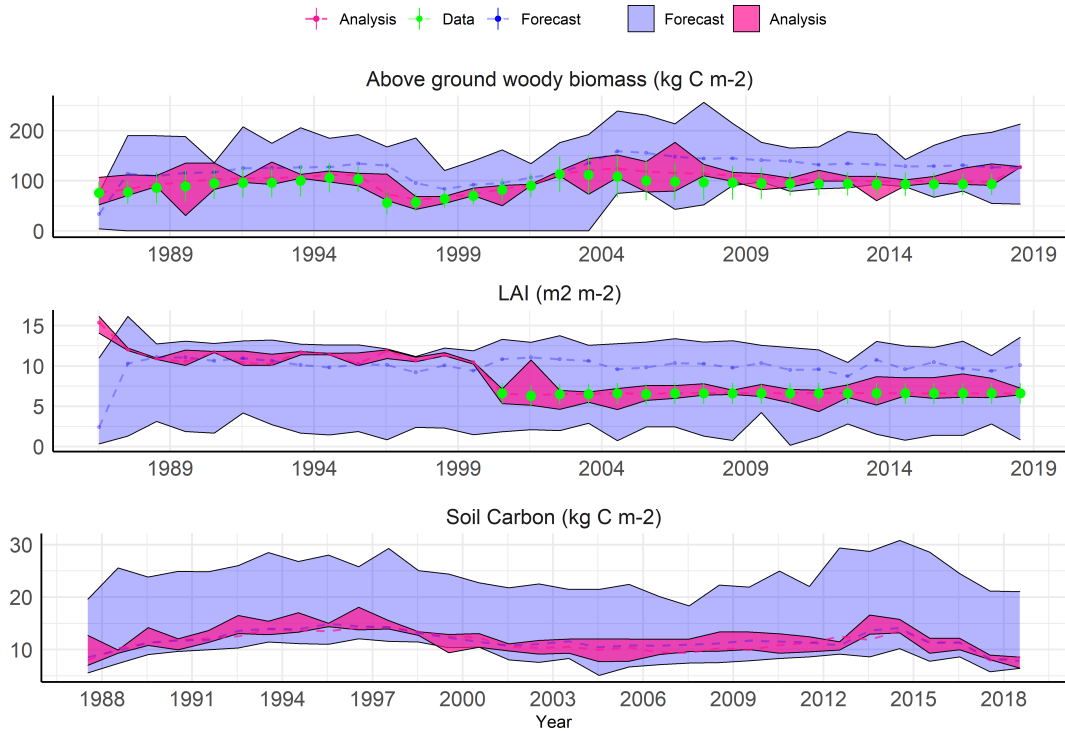 Analysis Data Forecast Forecast Analysis
Above ground woody biomass (kg C m-2)
200
100
0
1989 1994 1999 2004 2009 2014 2019
LAI (m2 m-2)
15
10
5
0
1989 1994 1999 2004 2009 2014 2019
Soil Carbon (kg C m-2)
30
20
10
1988 1991 1994 1997 2000 2003 2006 2009 2012 2015 2018
Year